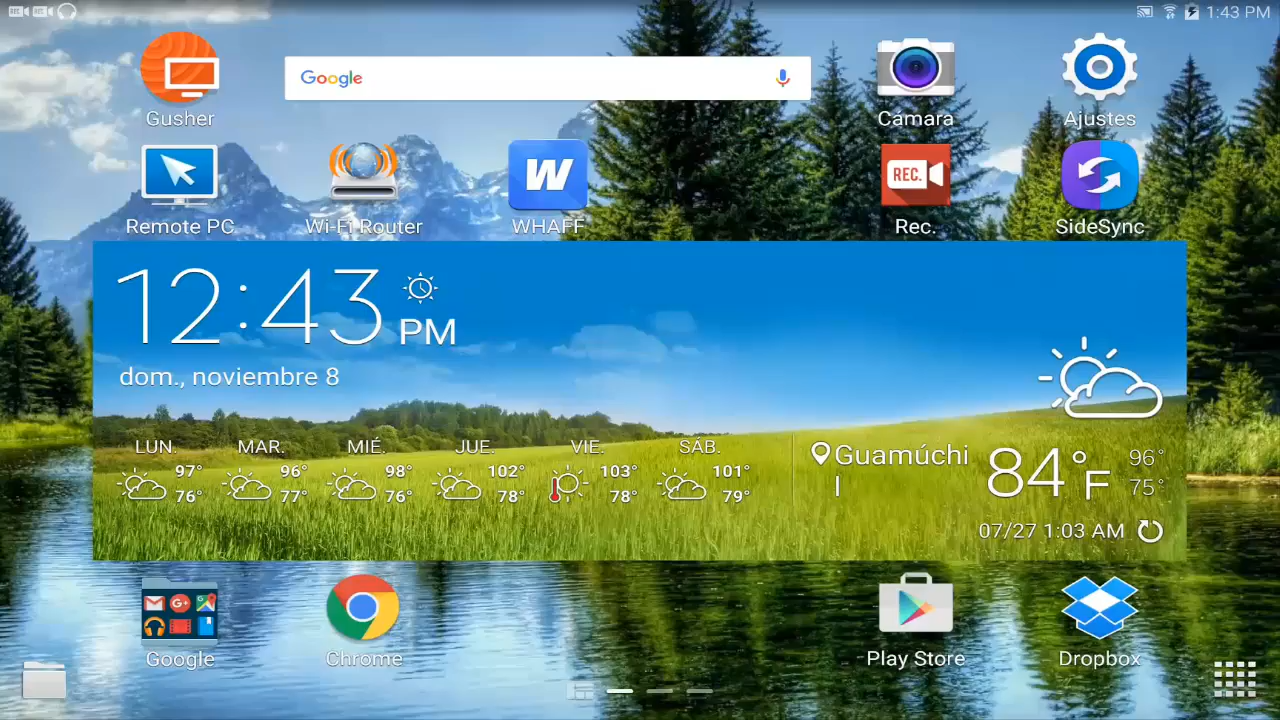 1:43 PM
Google
Gusher
Cámara
Ajustes
REC.
W
Remote PC
Wi-Fi Router
WHAFF
Rec.
SideSync
12:43 PM
dom., noviembre 8
LUN. MAR. MIÉ. JUE. VIE. SÁB.
97° 96° 98° 102° 103° 101°
76° 77° 76° 78° 78° 79°
Guamúchi
l
84°F
96°
75°
07/27 1:03 AM
Google
Chrome
Play Store
Dropbox